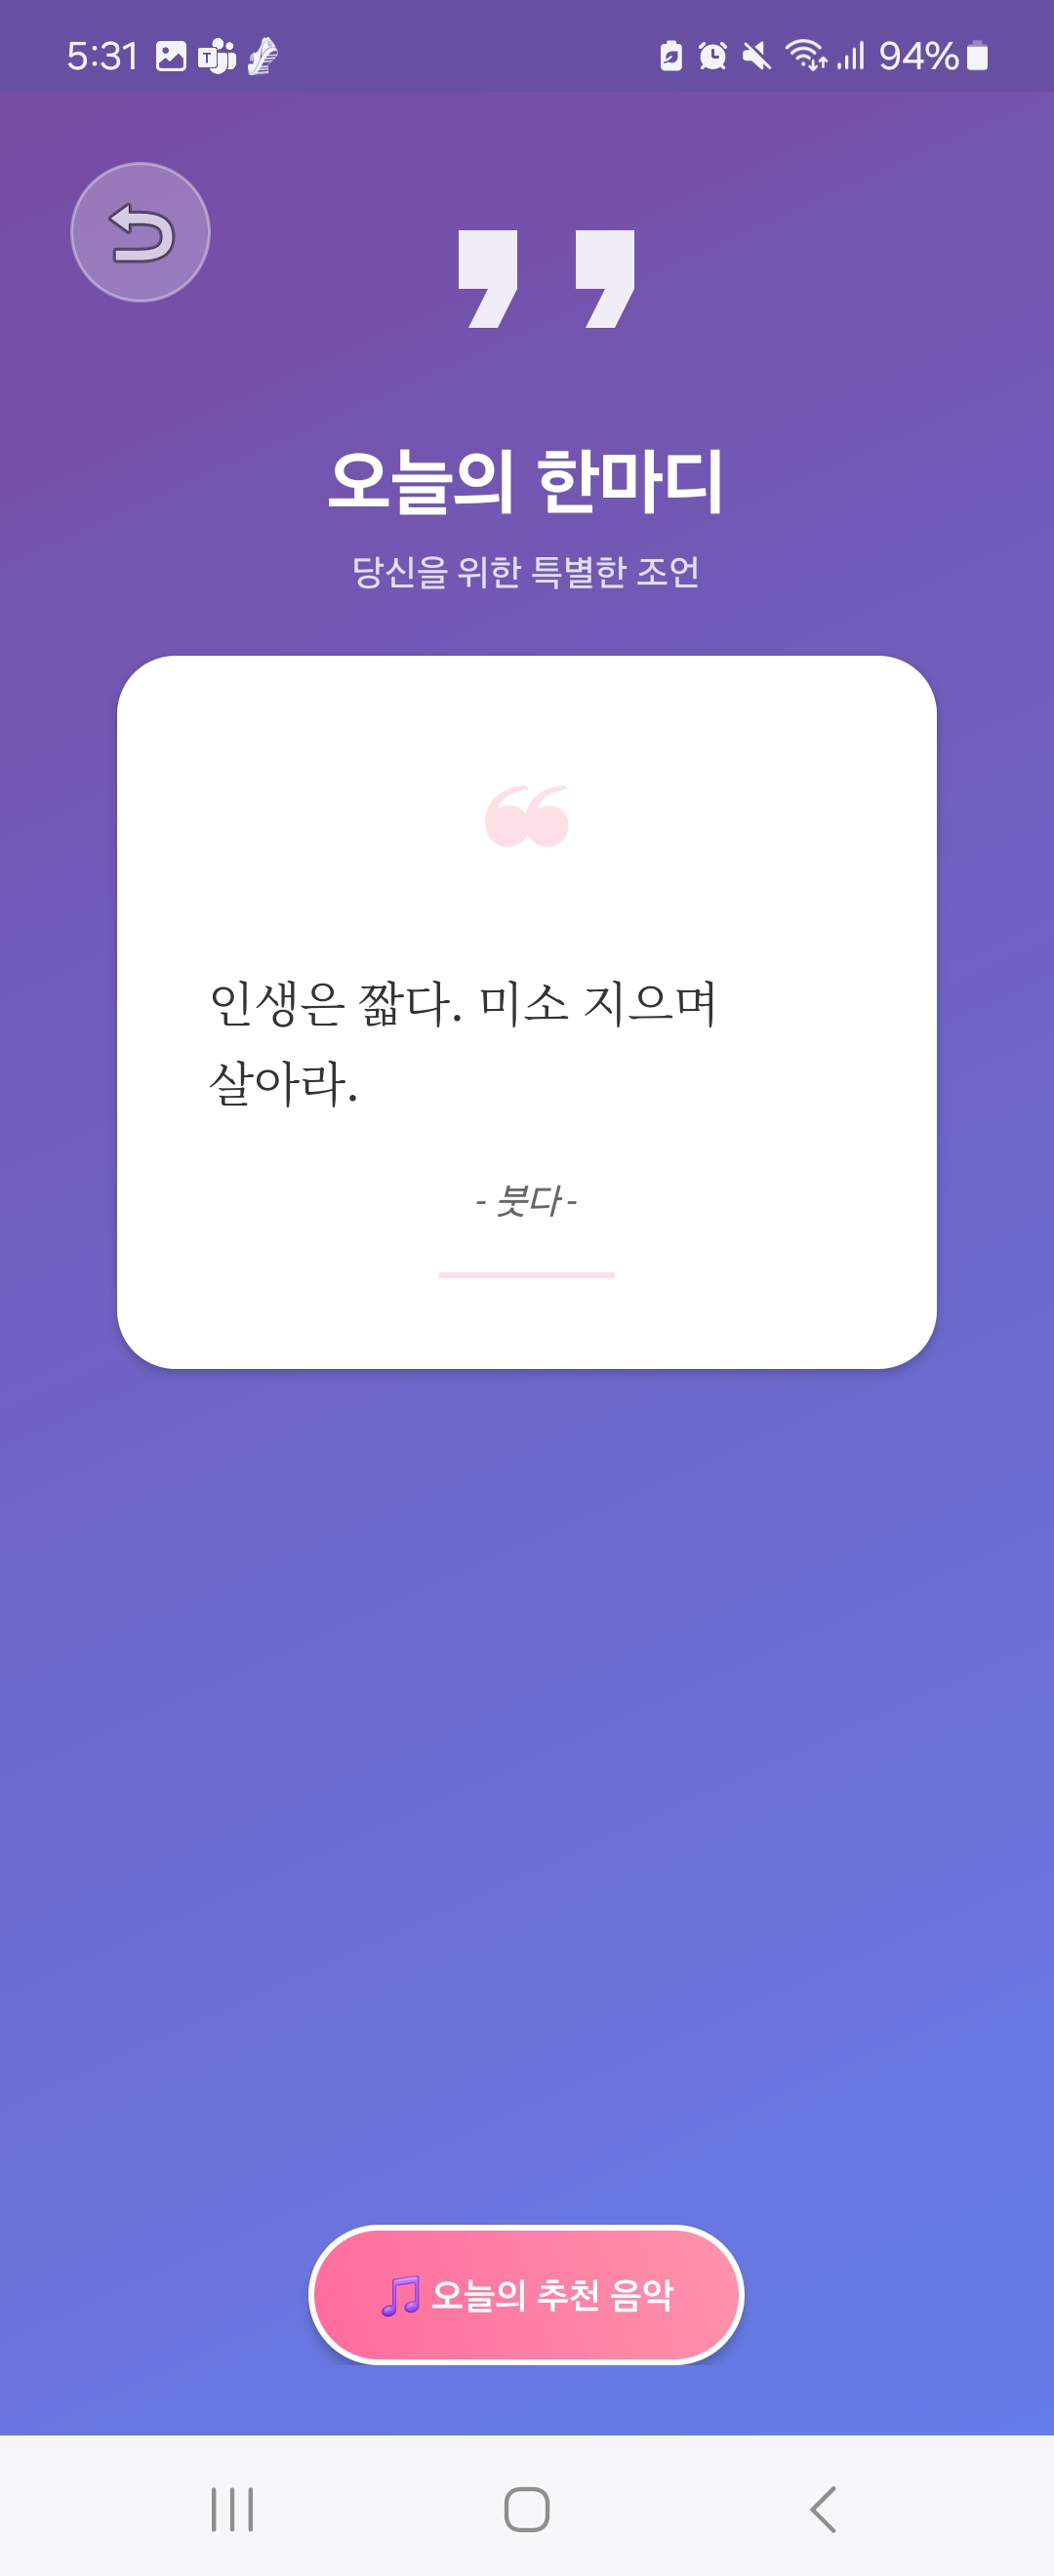 5:31 94%
오늘의 한마디
당신을 위한 특별한 조언
인생은 짧다. 미소 지으며
살아라.
- 붓다 -
오늘의 추천 음악